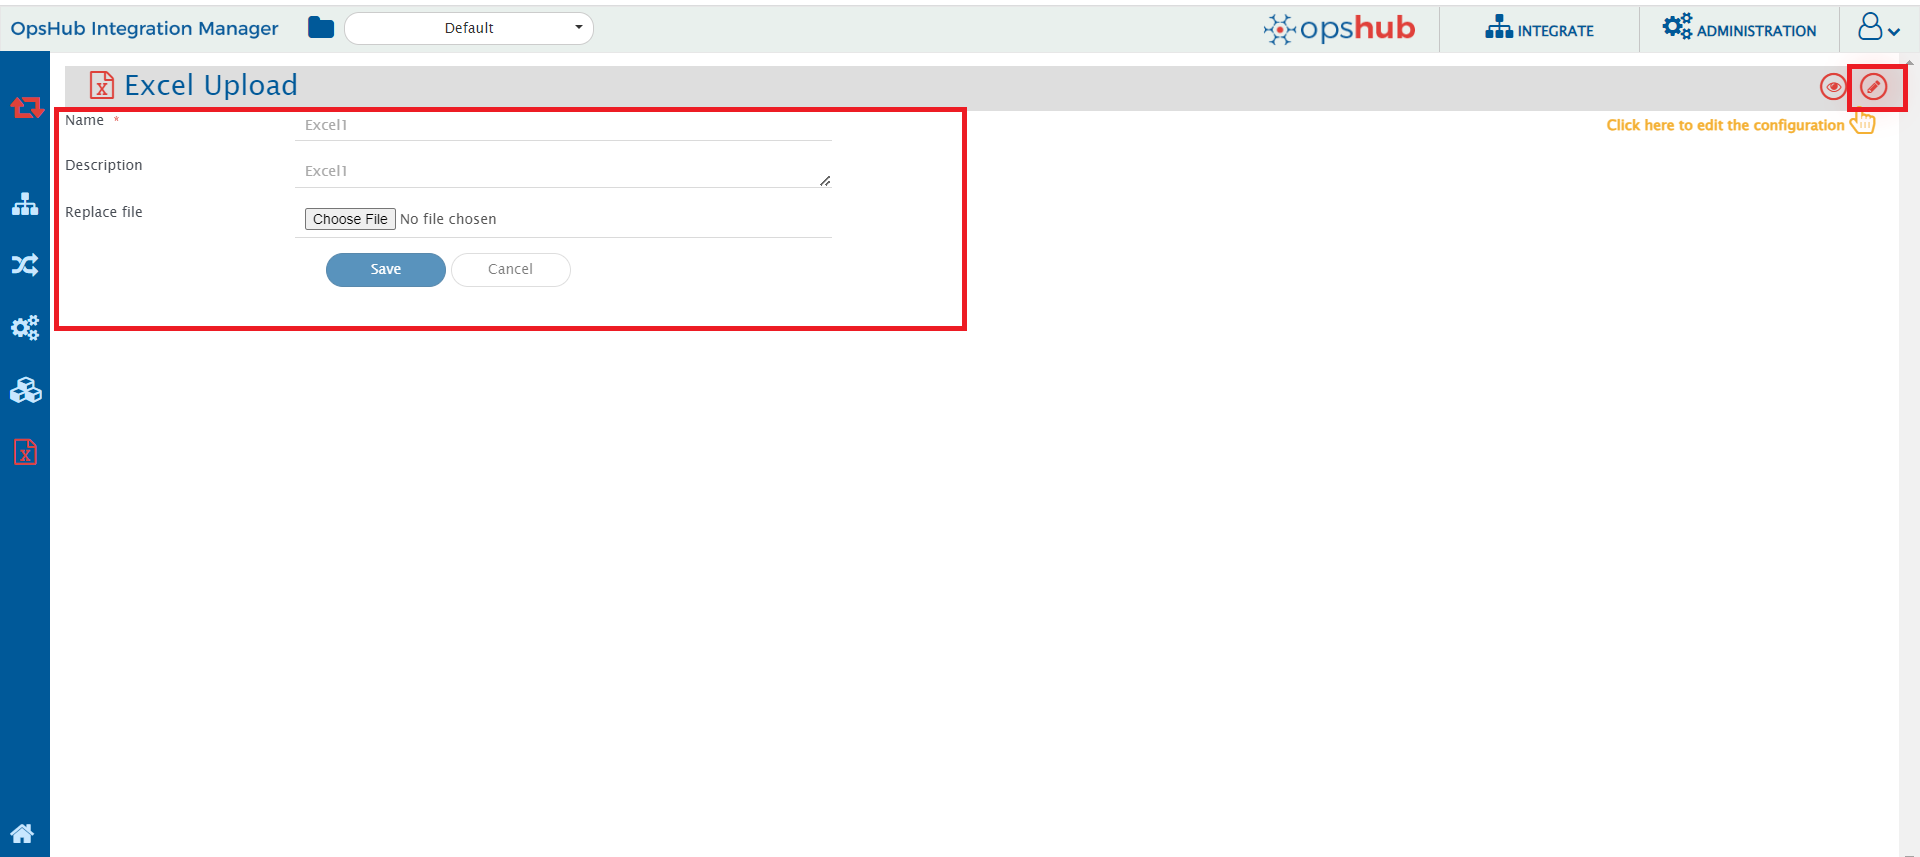 OpsHub Integration Manager
Default
opshub
INTEGRATE
ADMINISTRATION
Excel Upload
Click here to edit the configuration
Name *
Excel1
Description
Excel1
Replace file
Choose File No file chosen
Save
Cancel